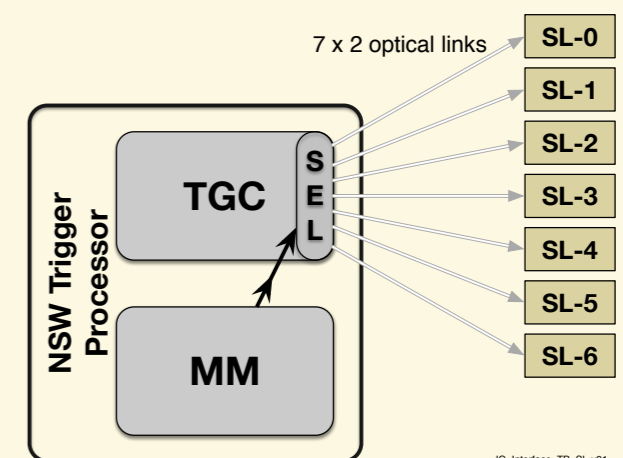 7 x 2 optical links
SL-0
SL-1
SL-2
SL-3
SL-4
SL-5
SL-6
NSW Trigger
Processor
TGC
S
E
L
MM